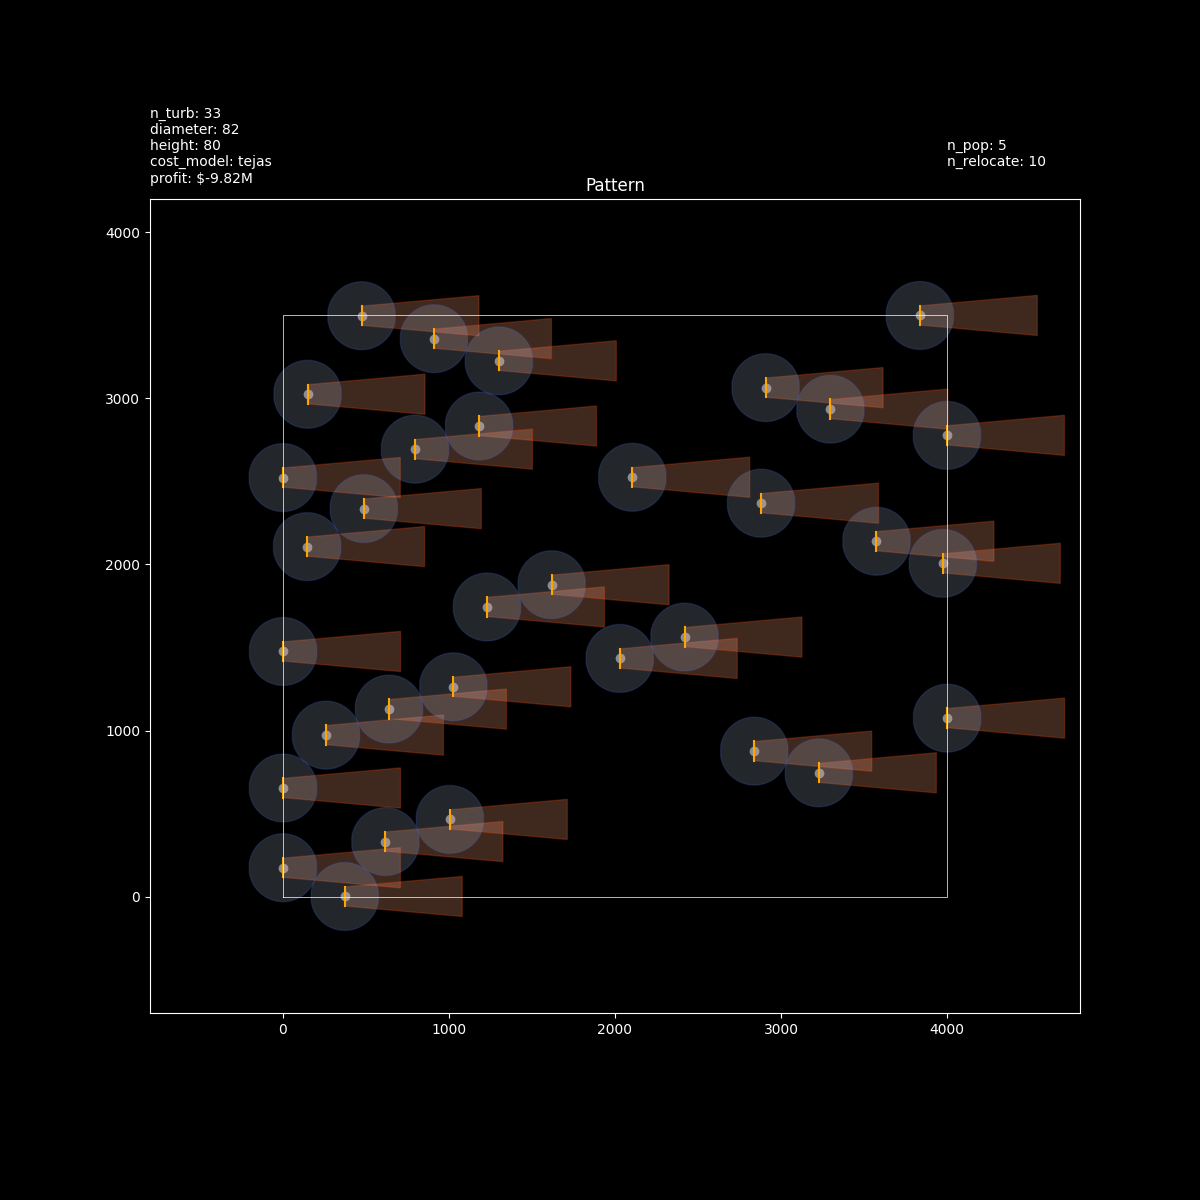 n_turb: 33
diameter: 82
height: 80
cost_model: tejas
profit: $-9.82M
n_pop: 5
n_relocate: 10
Pattern
4000
3000
2000
1000
0
0 1000 2000 3000 4000